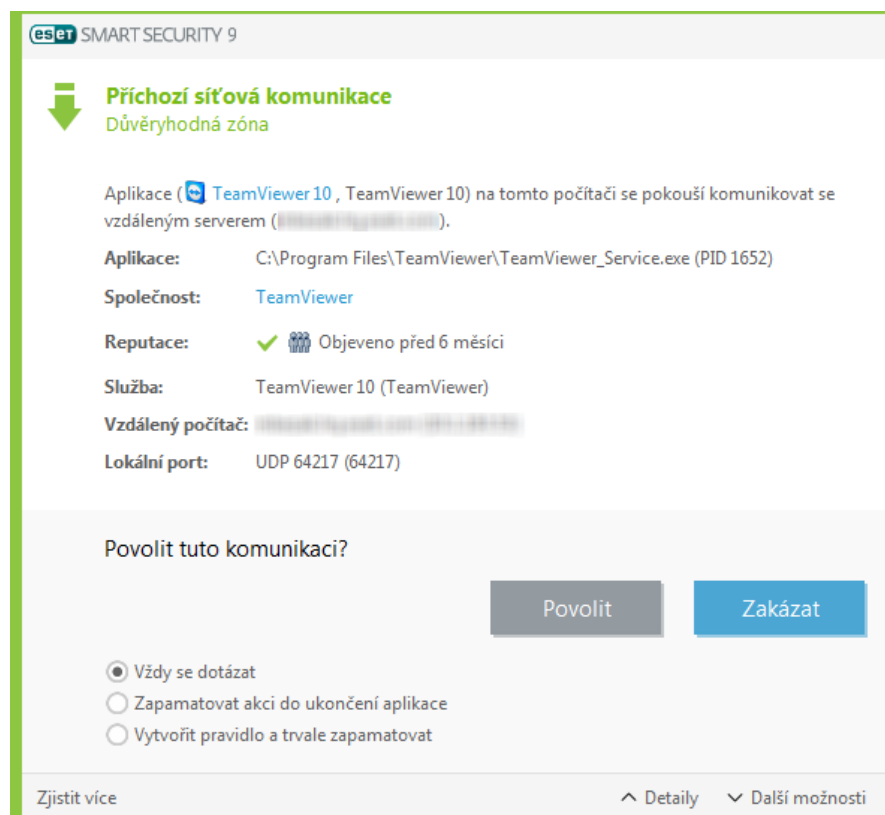 eset SMART SECURITY 9
Příchozí síťová komunikace
Důvěryhodná zóna
Aplikace ( TeamViewer 10 , TeamViewer 10) na tomto počítači se pokouší komunikovat se
vzdáleným serverem ( ).
Aplikace: C:\Program Files\TeamViewer\TeamViewer_Service.exe (PID 1652)
Společnost: TeamViewer
Reputace: Objeveno před 6 měsíci
Služba: TeamViewer 10 (TeamViewer)
Vzdálený počítač:
Lokální port: UDP 64217 (64217)
Povolit tuto komunikaci?
Povolit Zakázat
Vždy se dotázat
Zapamatovat akci do ukončení aplikace
Vytvořit pravidlo a trvale zapamatovat
Zjistit více Detaily Další možnosti